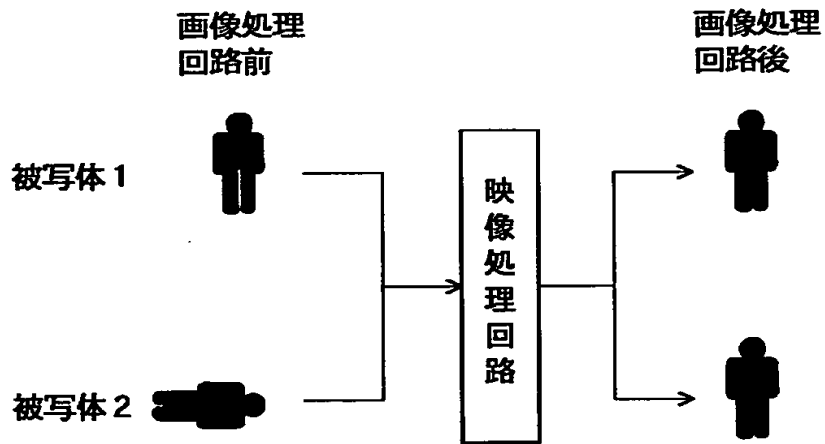 画像処理
回路前
画像処理
回路後
被写体1
映像処理回路
被写体2